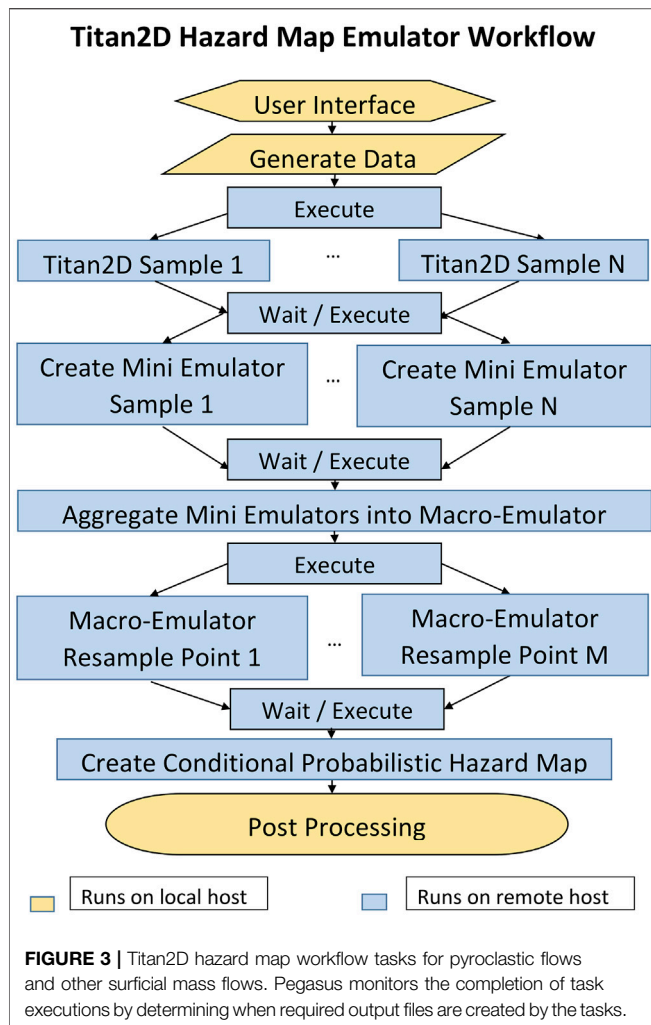 Titan2D Hazard Map Emulator Workflow
User Interface
Generate Data
Execute
Titan2D Sample 1
...
Titan2D Sample N
Wait / Execute
Create Mini Emulator
Sample 1
...
Create Mini Emulator
Sample N
Wait / Execute
Aggregate Mini Emulators into Macro-Emulator
Execute
Macro-Emulator
Resample Point 1
...
Macro-Emulator
Resample Point M
Wait / Execute
Create Conditional Probabilistic Hazard Map
Post Processing
Runs on local host
Runs on remote host
FIGURE 3 | Titan2D hazard map workflow tasks for pyroclastic flows
and other surficial mass flows. Pegasus monitors the completion of task
executions by determining when required output files are created by the tasks.